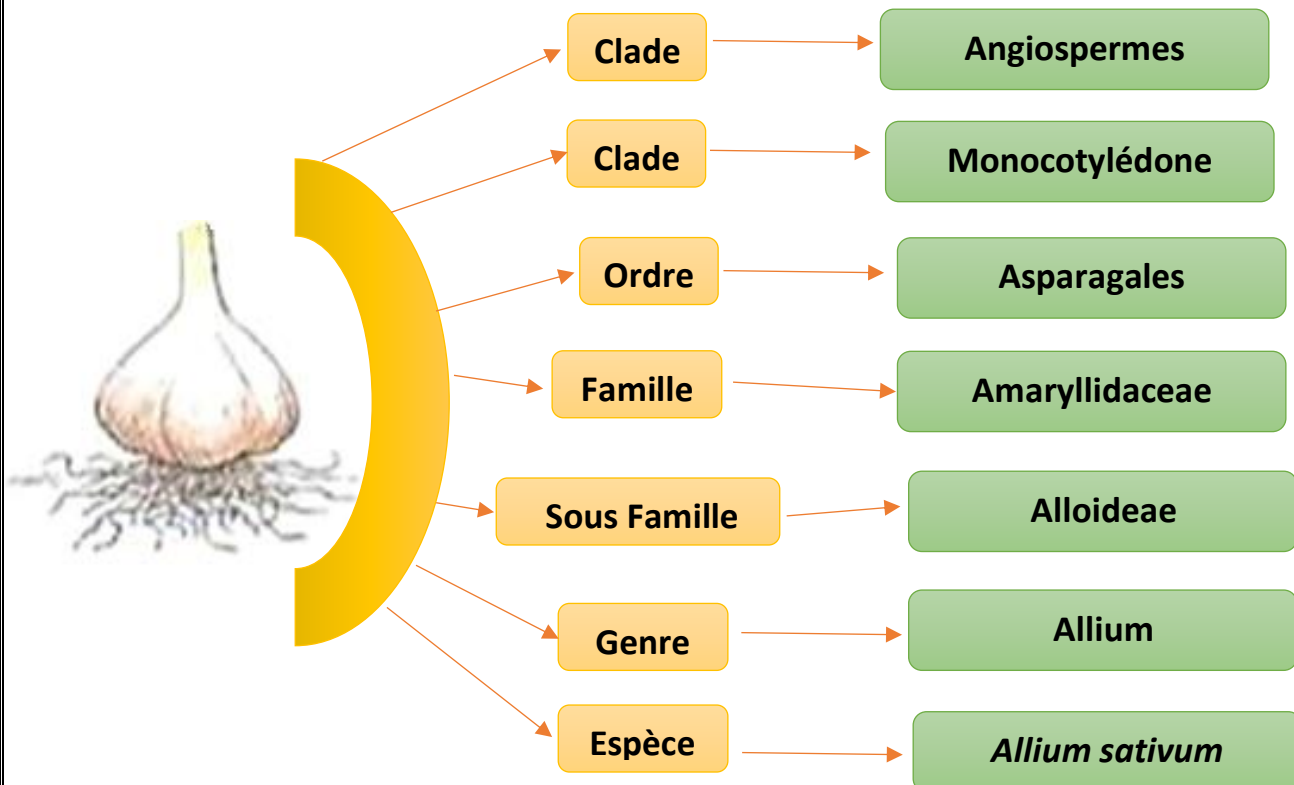 Clade
Angiospermes
Clade
Monocotylédone
Ordre
Asparagales
Famille
Amaryllidaceae
Sous Famille
Alloideae
Genre
Allium
Espèce
Allium sativum